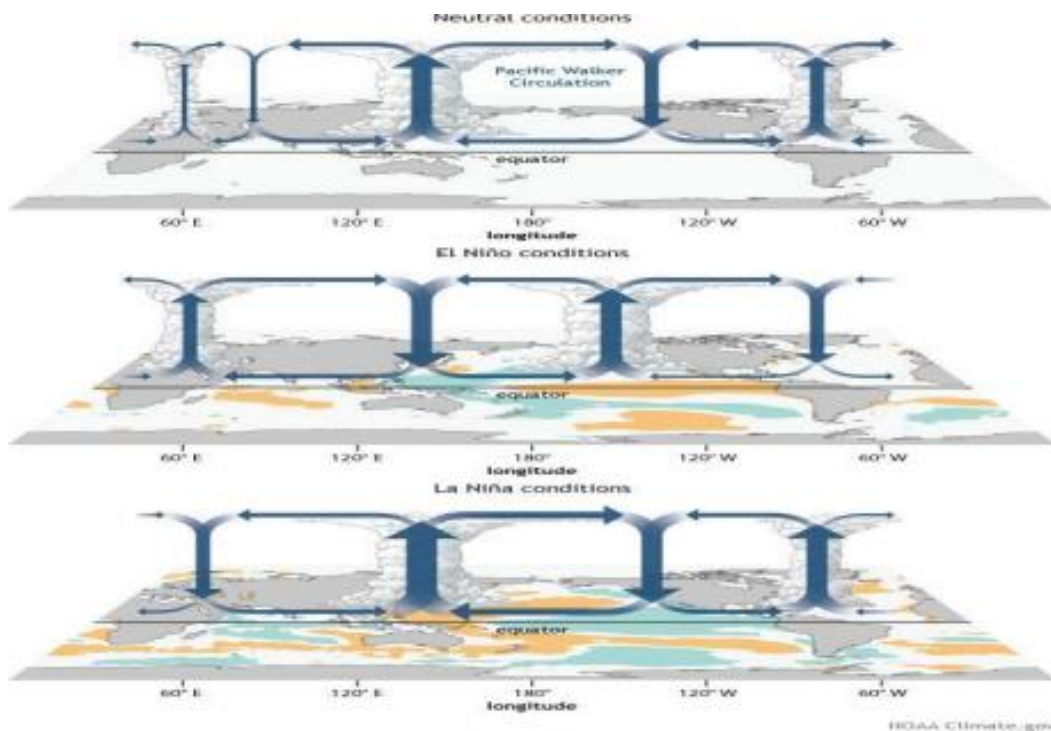 Neutral conditions
Pacific Walker
Circulation
equator
60° E 120° E 180° 120° W 60° W
longitude
El Niño conditions
equator
60° E 120° E 180° 120° W 60° W
longitude
La Niña conditions
equator
60° E 120° E 180° 120° W 60° W
longitude
NOAA Climate.gov